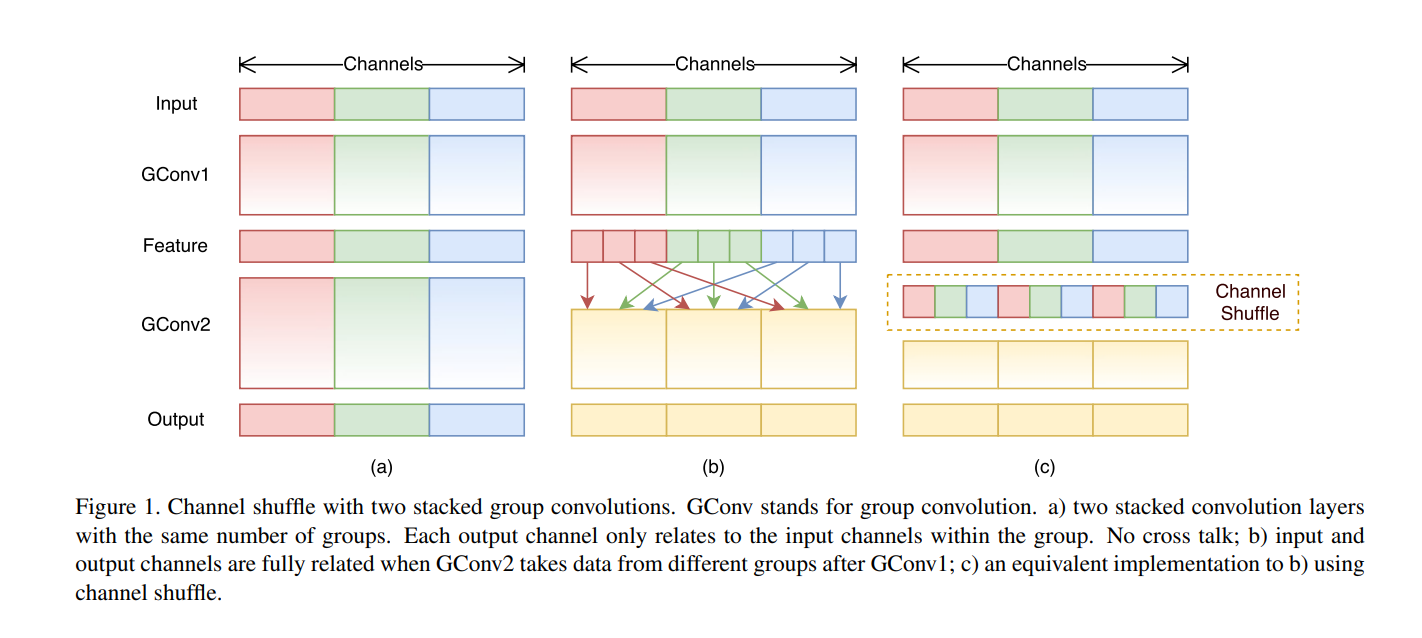 Channels Channels Channels
Input
GConv1
Feature
Channel
Shuffle
GConv2
Output
(a) (b) (c)
Figure 1. Channel shuffle with two stacked group convolutions. GConv stands for group convolution. a) two stacked convolution layers
with the same number of groups. Each output channel only relates to the input channels within the group. No cross talk; b) input and
output channels are fully related when GConv2 takes data from different groups after GConv1; c) an equivalent implementation to b) using
channel shuffle.